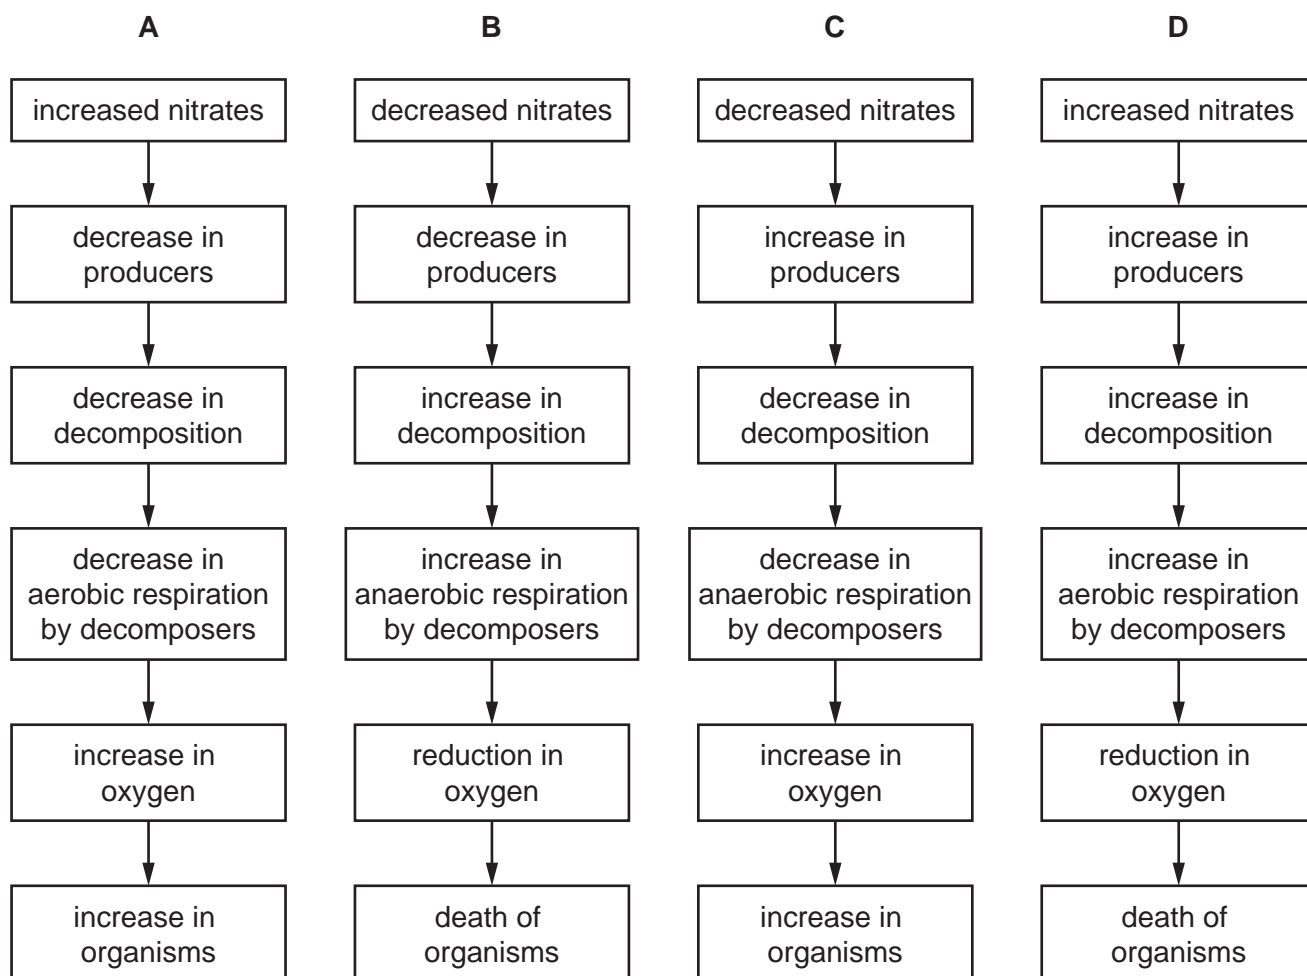 A
increased nitrates
decrease in
producers
decrease in
decomposition
decrease in
aerobic respiration
by decomposers
increase in
oxygen
increase in
organisms
B
decreased nitrates
decrease in
producers
increase in
decomposition
increase in
anaerobic respiration
by decomposers
reduction in
oxygen
death of
organisms
C
decreased nitrates
increase in
producers
decrease in
decomposition
decrease in
anaerobic respiration
by decomposers
increase in
oxygen
increase in
organisms
D
increased nitrates
increase in
producers
increase in
decomposition
increase in
aerobic respiration
by decomposers
reduction in
oxygen
death of
organisms